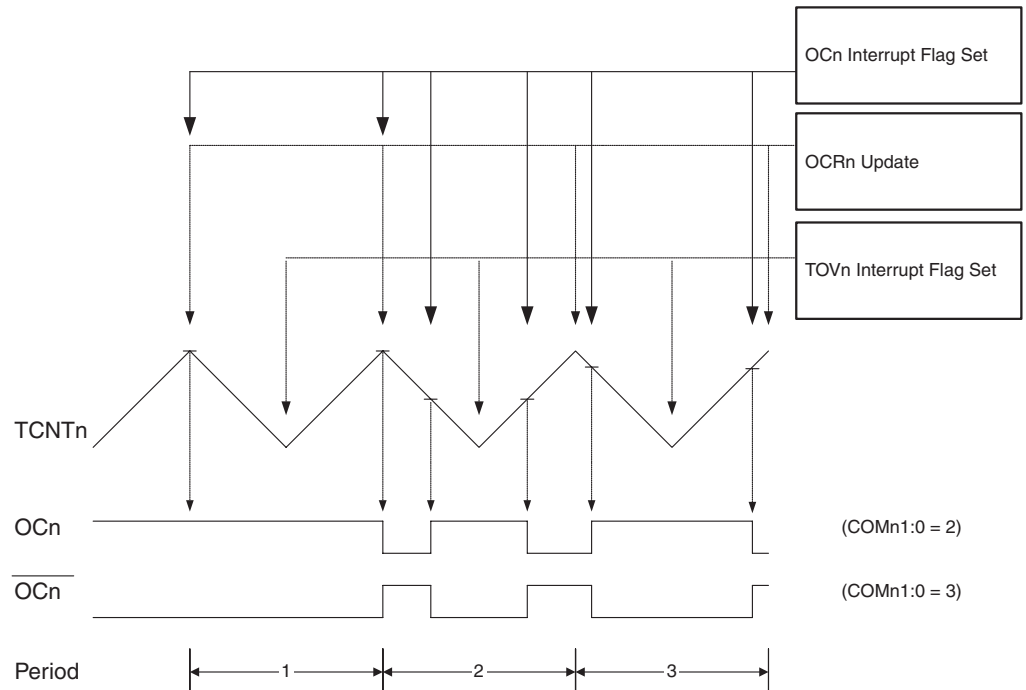 OCn Interrupt Flag Set
OCRn Update
TOVn Interrupt Flag Set
TCNTn
OCn
(COMn1:0 = 2)
OCn
(COMn1:0 = 3)
Period
1
2
3